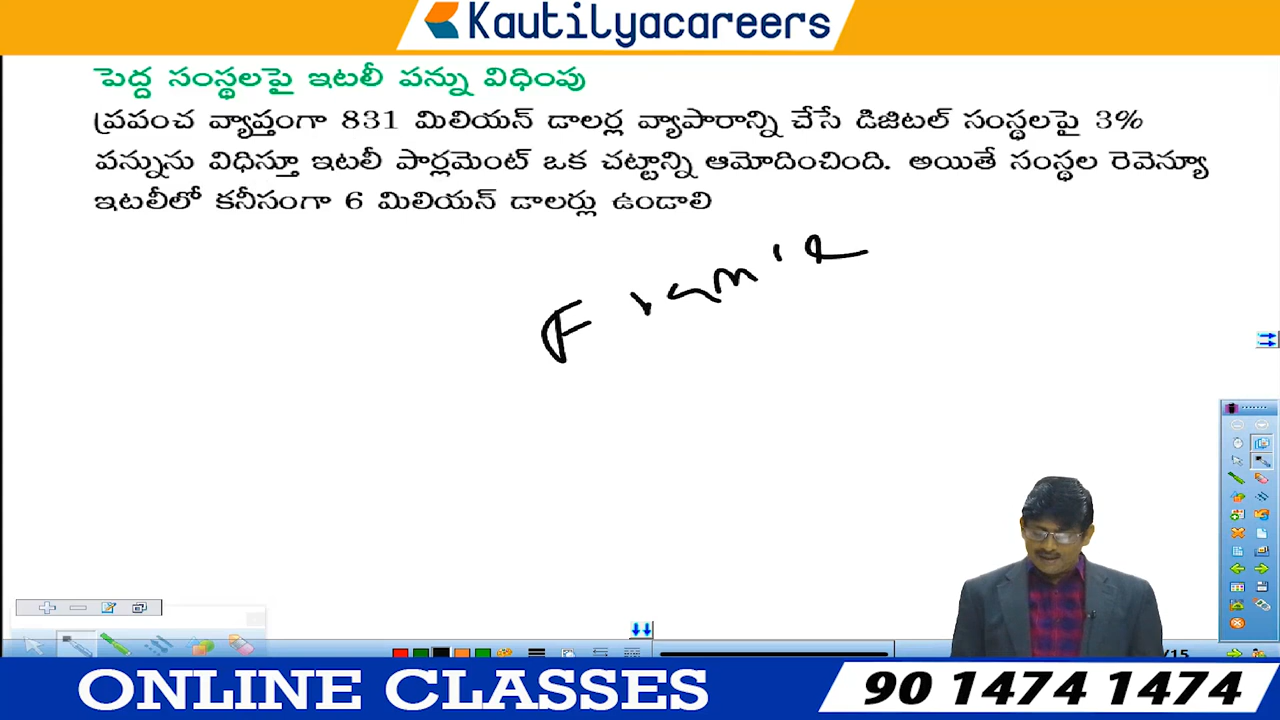 Kautilyacareers
పెద్ద సంస్థలపై ఇటలీ పన్ను విధింపు
ప్రపంచ వ్యాప్తంగా 831 మిలియన్ డాలర్ల వ్యాపారాన్ని చేసే డిజిటల్ సంస్థలపై 3%
పన్నును విధిస్తూ ఇటలీ పార్లమెంట్ ఒక చట్టాన్ని ఆమోదించింది. అయితే సంస్థల రెవెన్యూ
ఇటలీలో కనీసంగా 6 మిలియన్ డాలర్లు ఉండాలి
/15
ONLINE CLASSES
90 1474 1474